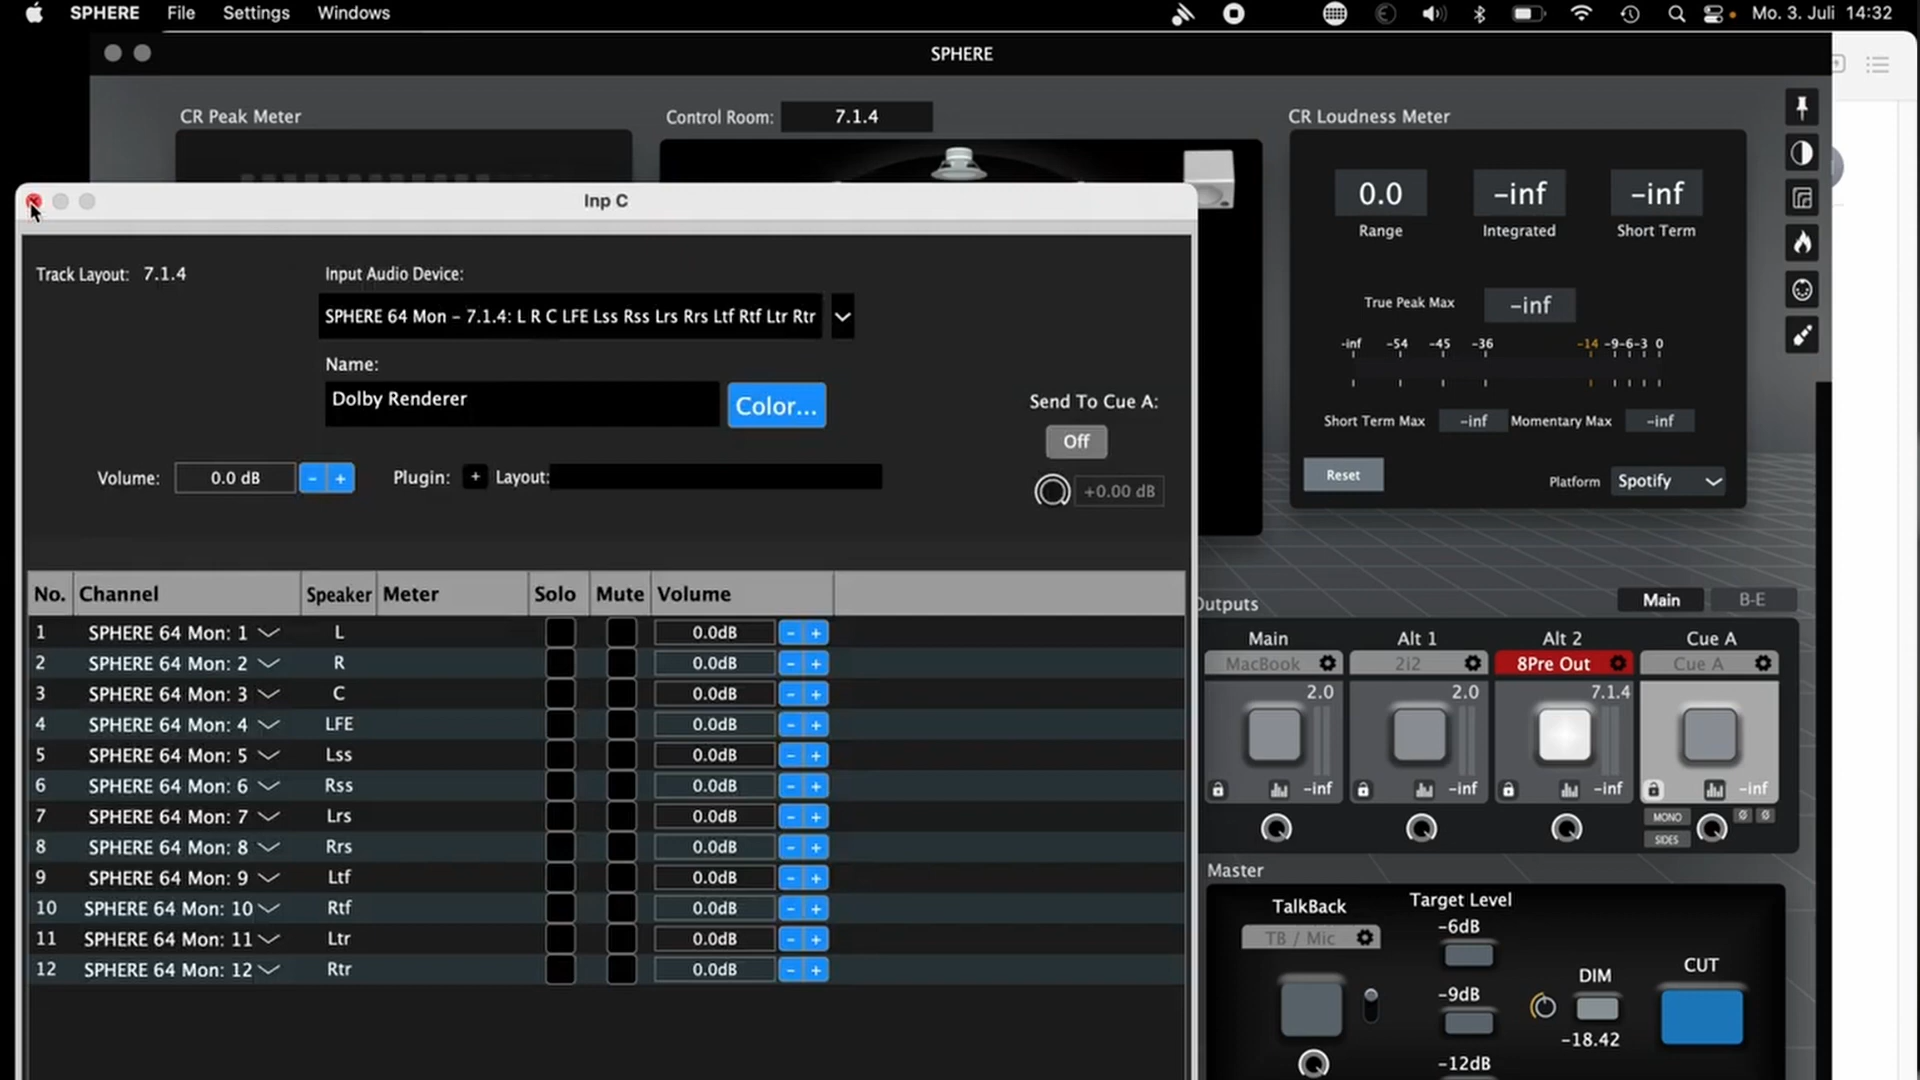 SPHERE File Settings Windows Mo. 3. Juli 14:32
SPHERE
CR Peak Meter
Control Room: 7.1.4
CR Loudness Meter
0.0 -inf -inf
Range Integrated Short Term
True Peak Max -inf
-inf -54 -45 -36 -14 -9 -6 -3 0
Short Term Max -inf Momentary Max -inf
Reset Platform Spotify
Inp C
Track Layout: 7.1.4
Input Audio Device:
SPHERE 64 Mon - 7.1.4: L R C LFE Lss Rss Lrs Rrs Ltf Rtf Ltr Rtr
Name:
Dolby Renderer
Color...
Send To Cue A:
Off
+0.00 dB
Volume: 0.0 dB - + Plugin: + Layout:
No. Channel Speaker Meter Solo Mute Volume
1 SPHERE 64 Mon: 1 L 0.0dB - +
2 SPHERE 64 Mon: 2 R 0.0dB - +
3 SPHERE 64 Mon: 3 C 0.0dB - +
4 SPHERE 64 Mon: 4 LFE 0.0dB - +
5 SPHERE 64 Mon: 5 Lss 0.0dB - +
6 SPHERE 64 Mon: 6 Rss 0.0dB - +
7 SPHERE 64 Mon: 7 Lrs 0.0dB - +
8 SPHERE 64 Mon: 8 Rrs 0.0dB - +
9 SPHERE 64 Mon: 9 Ltf 0.0dB - +
10 SPHERE 64 Mon: 10 Rtf 0.0dB - +
11 SPHERE 64 Mon: 11 Ltr 0.0dB - +
12 SPHERE 64 Mon: 12 Rtr 0.0dB - +
Outputs Main B-E
Main Alt 1 Alt 2 Cue A
MacBook 2i2 8Pre Out Cue A
2.0 2.0 7.1.4
-inf -inf -inf -inf
MONO Ø Ø
SIDES
Master
TalkBack
TB / Mic
Target Level
-6dB
-9dB
-12dB
DIM
-18.42
CUT